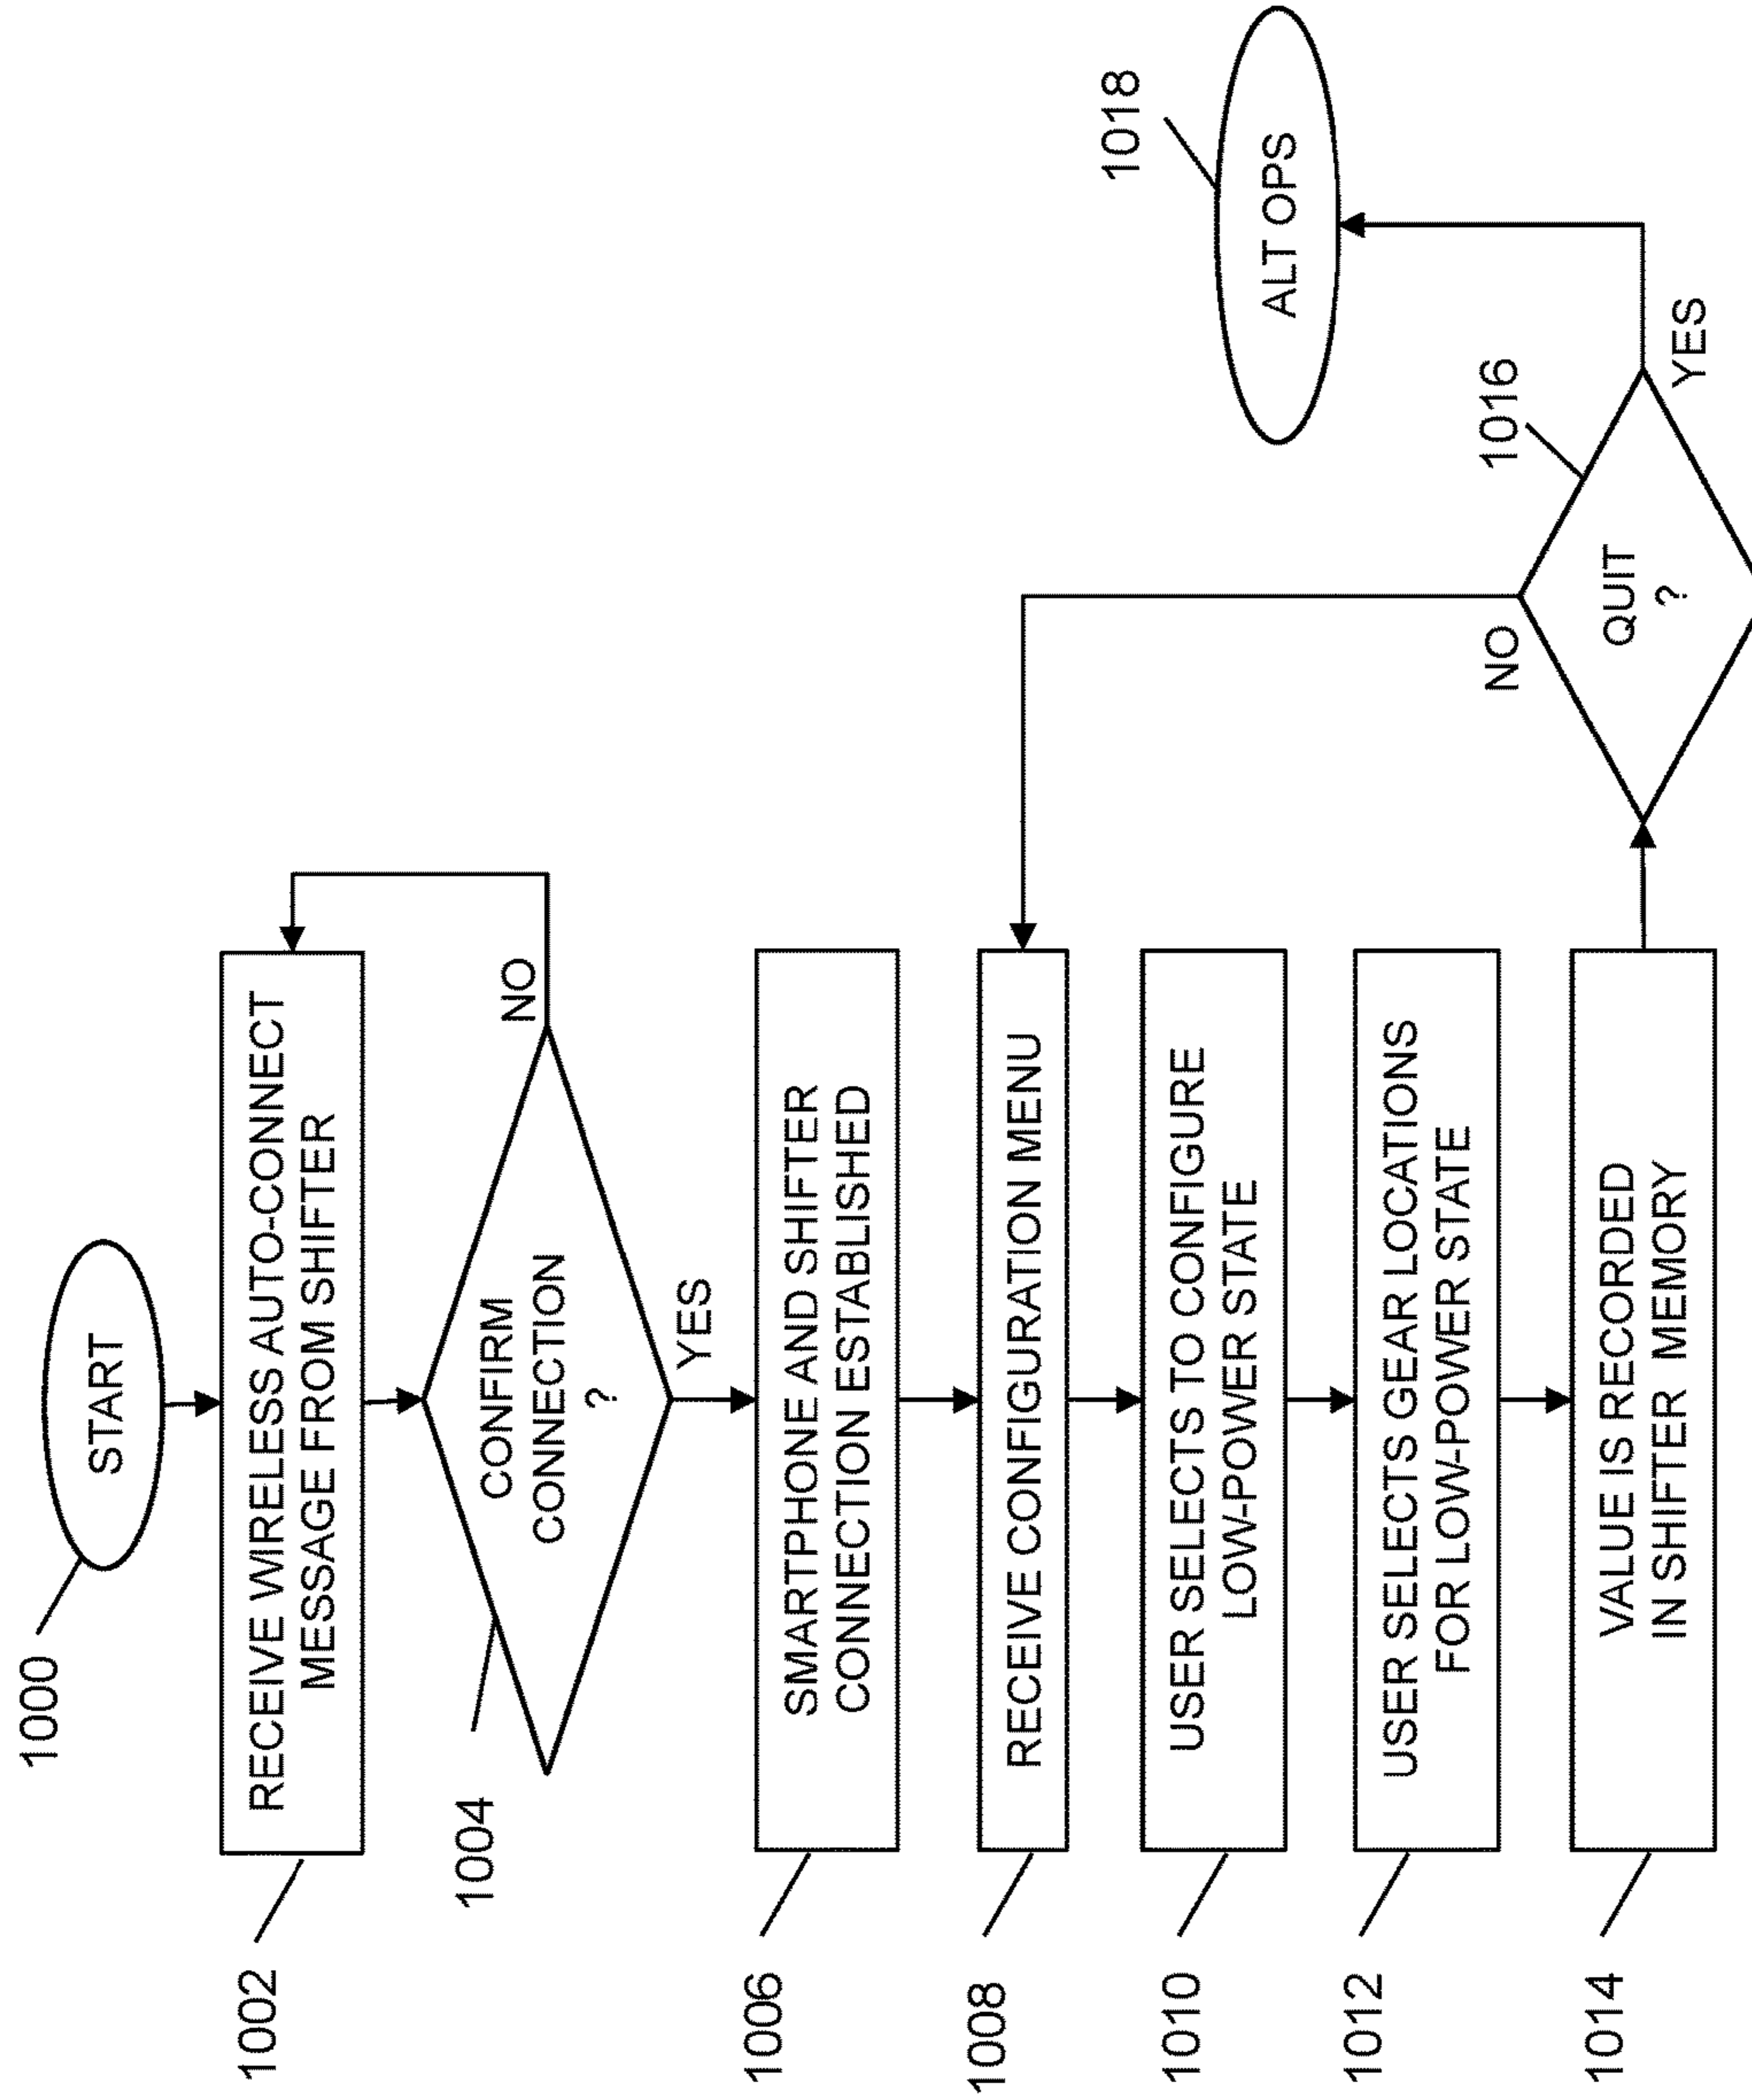 1000
START
1002
RECEIVE WIRELESS AUTO-CONNECT
MESSAGE FROM SHIFTER
1004
CONFIRM
CONNECTION
?
NO
YES
1006
SMARTPHONE AND SHIFTER
CONNECTION ESTABLISHED
1008
RECEIVE CONFIGURATION MENU
1010
USER SELECTS TO CONFIGURE
LOW-POWER STATE
1012
USER SELECTS GEAR LOCATIONS
FOR LOW-POWER STATE
1014
VALUE IS RECORDED
IN SHIFTER MEMORY
NO
QUIT
?
1016
YES
1018
ALT OPS